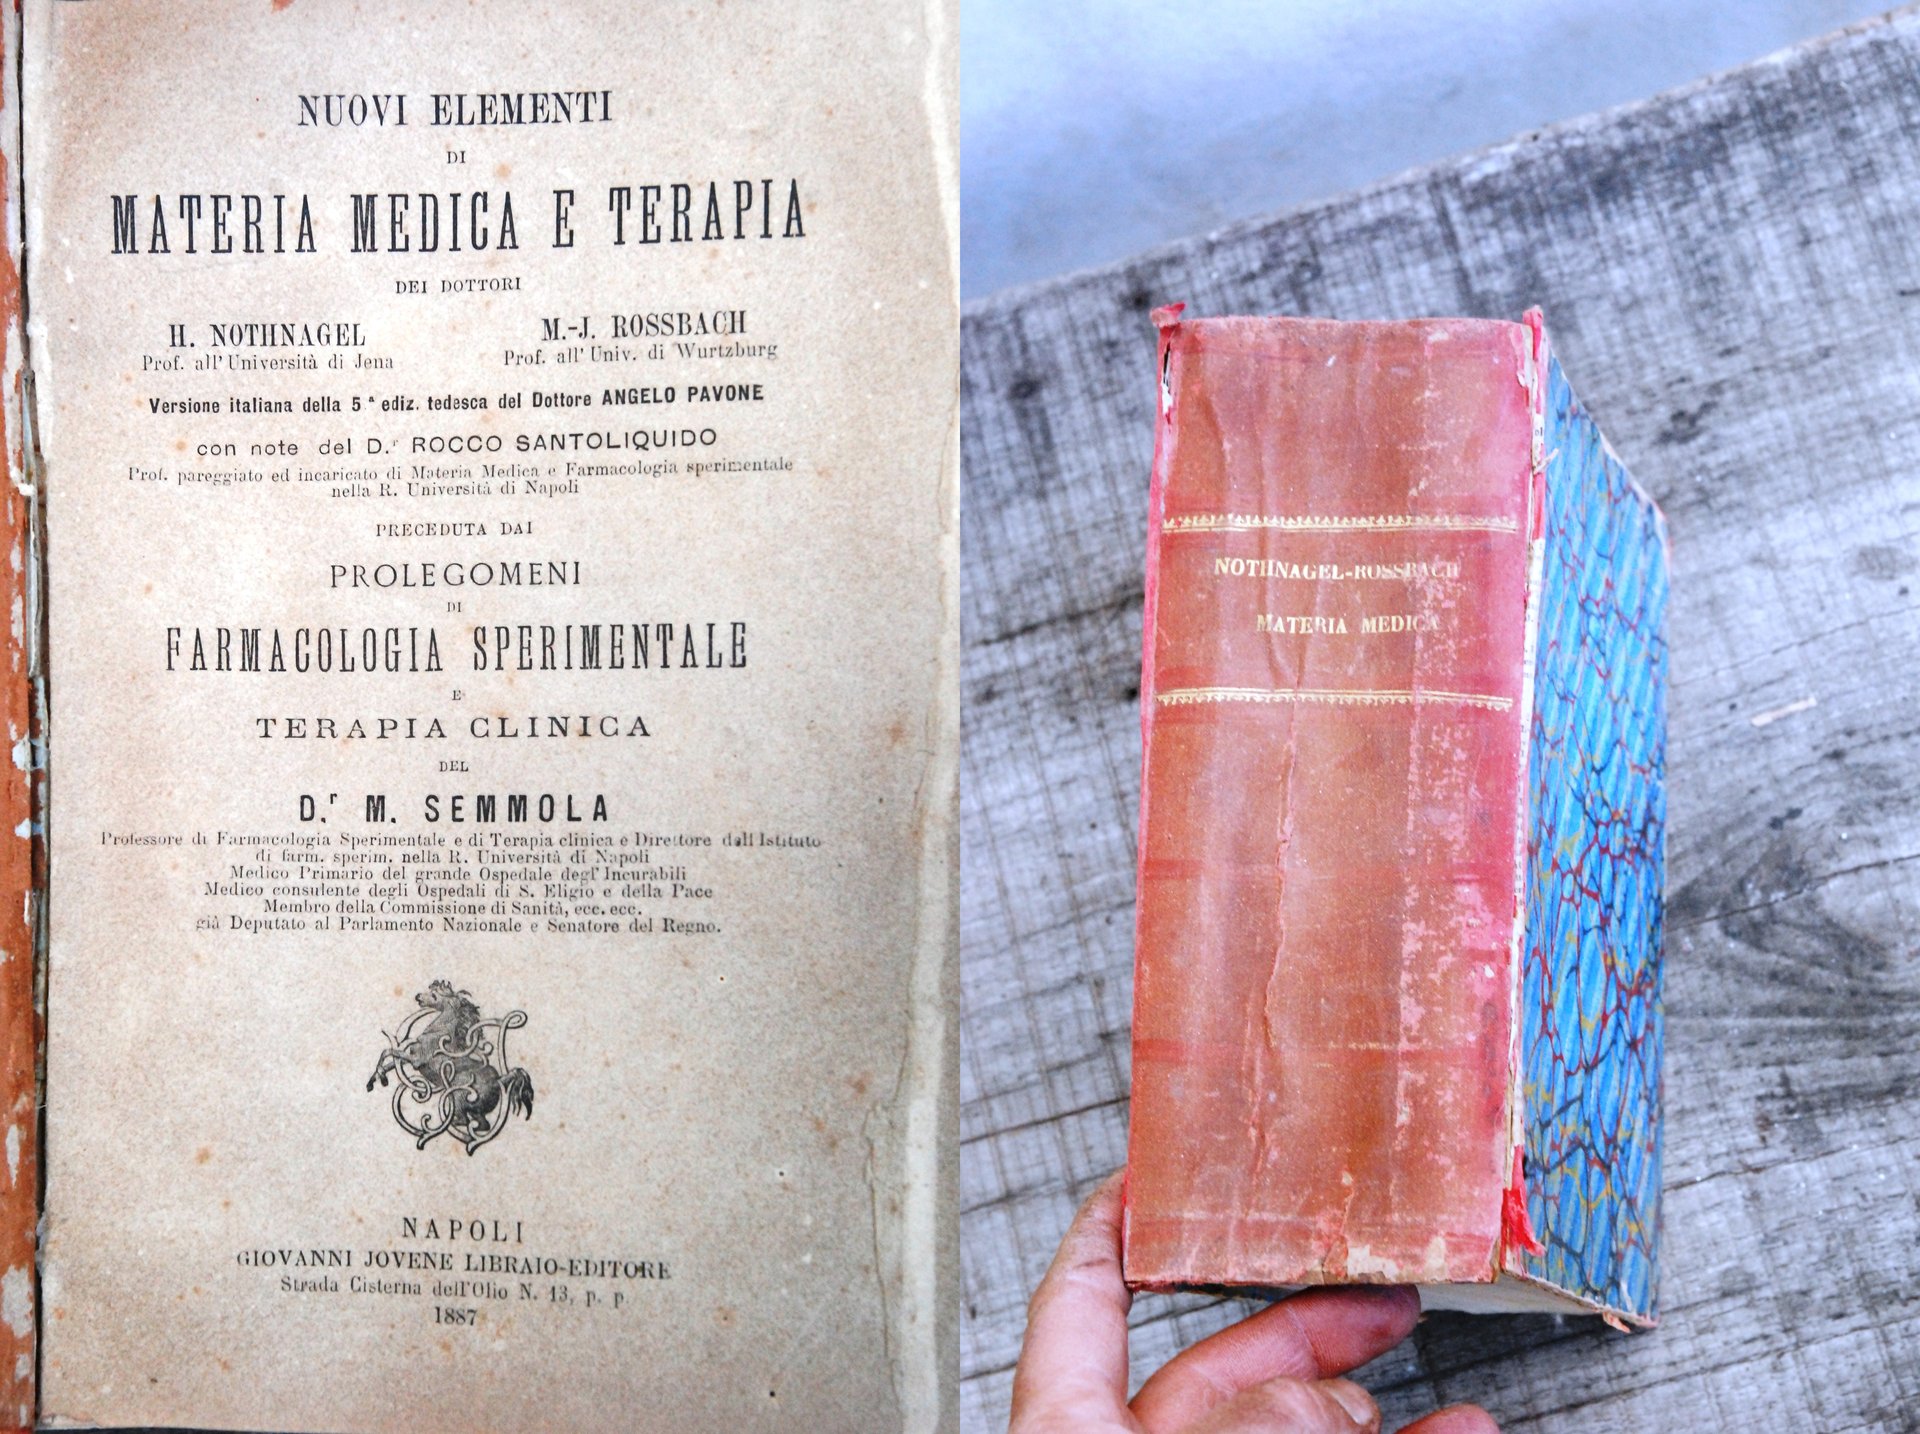 NUOVI ELEMENTI
DI
MATERIA MEDICA E TERAPIA
DEI DOTTORI
H. NOTHNAGEL
Prof. all'Università di Jena
M.-J. ROSSBACH
Prof. all'Univ. di Wurtzburg
Versione italiana della 5ª ediz. tedesca del Dottore ANGELO PAVONE
con note del D.r ROCCO SANTOLIQUIDO
Prof. pareggiato ed incaricato di Materia Medica e Farmacologia sperimentale
nella R. Università di Napoli
PRECEDUTA DAI
PROLEGOMENI
DI
FARMACOLOGIA SPERIMENTALE
E
TERAPIA CLINICA
DEL
D.r M. SEMMOLA
Professore di Farmacologia Sperimentale e di Terapia clinica e Direttore dell'Istituto
di farm. sperim. nella R. Università di Napoli
Medico Primario del grande Ospedale degl'Incurabili
Medico consulente degli Ospedali di S. Eligio e della Pace
Membro della Commissione di Sanità, ecc. ecc.
già Deputato al Parlamento Nazionale e Senatore del Regno.
NAPOLI
GIOVANNI JOVENE LIBRAIO-EDITORE
Strada Cisterna dell'Olio N. 13, p. p.
1887
NOTHNAGEL-ROSSBACH
MATERIA MEDICA